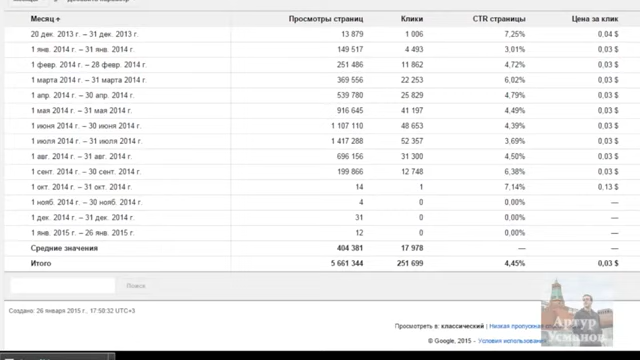 Месяц Просмотры страниц Клики CTR страницы Цена за клик
20 дек. 2013 г. – 31 дек. 2013 г. 13 879 1 006 7,25% 0,04 $
1 янв. 2014 г. – 31 янв. 2014 г. 149 517 4 493 3,01% 0,03 $
1 февр. 2014 г. – 28 февр. 2014 г. 251 486 11 862 4,72% 0,03 $
1 марта 2014 г. – 31 марта 2014 г. 369 556 22 253 6,02% 0,03 $
1 апр. 2014 г. – 30 апр. 2014 г. 539 780 25 829 4,79% 0,03 $
1 мая 2014 г. – 31 мая 2014 г. 916 645 41 197 4,49% 0,03 $
1 июня 2014 г. – 30 июня 2014 г. 1 107 110 48 653 4,39% 0,03 $
1 июля 2014 г. – 31 июля 2014 г. 1 417 288 52 357 3,69% 0,03 $
1 авг. 2014 г. – 31 авг. 2014 г. 696 156 31 300 4,50% 0,03 $
1 сент. 2014 г. – 30 сент. 2014 г. 199 866 12 748 6,38% 0,03 $
1 окт. 2014 г. – 31 окт. 2014 г. 14 1 7,14% 0,13 $
1 нояб. 2014 г. – 30 нояб. 2014 г. 4 0 0,00% —
1 дек. 2014 г. – 31 дек. 2014 г. 31 0 0,00% —
1 янв. 2015 г. – 26 янв. 2015 г. 12 0 0,00% —
Средние значения 404 381 17 978 — —
Итого 5 661 344 251 699 4,45% 0,03 $
Поиск
Создано: 26 января 2015 г., 17:58:32 UTC+3
Просмотреть в: классический | Низкая пропускная
© Google, 2015 - Условия использования
Артур
Усманов